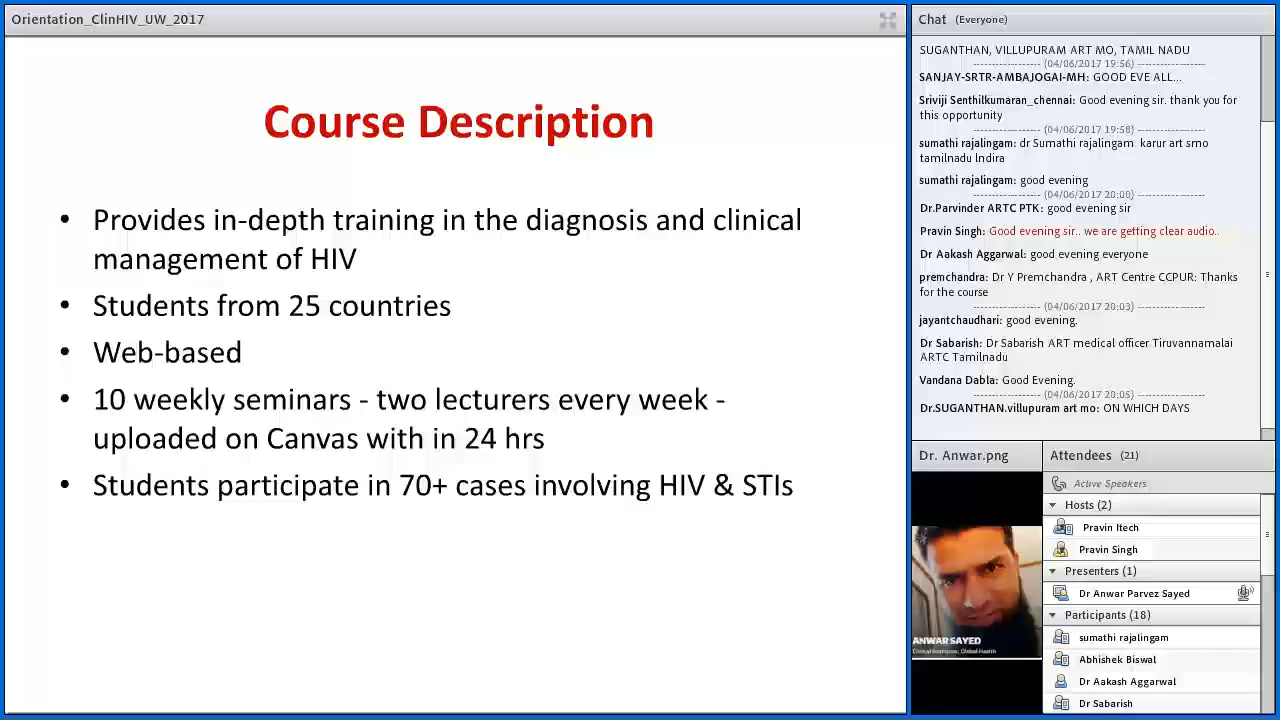 Orientation_ClinHIV_UW_2017
Course Description
• Provides in-depth training in the diagnosis and clinical
management of HIV
• Students from 25 countries
• Web-based
• 10 weekly seminars - two lecturers every week -
uploaded on Canvas with in 24 hrs
• Students participate in 70+ cases involving HIV & STIs
Chat (Everyone)
SUGANTHAN, VILLUPURAM ART MO, TAMIL NADU
------------------ (04/06/2017 19:56) ------------------
SANJAY-SRTR-AMBAJOGAI-MH: GOOD EVE ALL...
Sriviji Senthilkumaran_chennai: Good evening sir. thank you for
this opportunity
------------------ (04/06/2017 19:58) ------------------
sumathi rajalingam: dr Sumathi rajalingam karur art smo
tamilnadu Indira
sumathi rajalingam: good evening
------------------ (04/06/2017 20:00) ------------------
Dr.Parvinder ARTC PTK: good evening sir
Pravin Singh: Good evening sir.. we are getting clear audio..
Dr Aakash Aggarwal: good evening everyone
premchandra: Dr Y Premchandra , ART Centre CCPUR: Thanks
for the course
------------------ (04/06/2017 20:03) ------------------
jayantchaudhari: good evening.
Dr Sabarish: Dr Sabarish ART medical officer Tiruvannamalai
ARTC Tamilnadu
Vandana Dabla: Good Evening.
------------------ (04/06/2017 20:05) ------------------
Dr.SUGANTHAN.villupuram art mo: ON WHICH DAYS
Dr. Anwar.png
ANWAR SAYED
Clinical Instructor, Global Health
Attendees (21)
Active Speakers
Hosts (2)
Pravin Itech
Pravin Singh
Presenters (1)
Dr Anwar Parvez Sayed
Participants (18)
sumathi rajalingam
Abhishek Biswal
Dr Aakash Aggarwal
Dr Sabarish